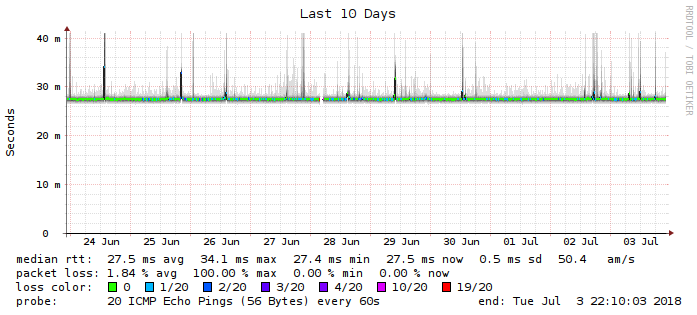 Last 10 Days
RRDTOOL / TOBI OETIKER
Seconds
40 m
30 m
20 m
10 m
0
24 Jun 25 Jun 26 Jun 27 Jun 28 Jun 29 Jun 30 Jun 01 Jul 02 Jul 03 Jul
median rtt: 27.5 ms avg 34.1 ms max 27.4 ms min 27.5 ms now 0.5 ms sd 50.4 am/s
packet loss: 1.84 % avg 100.00 % max 0.00 % min 0.00 % now
loss color: 0 1/20 2/20 3/20 4/20 10/20 19/20
probe: 20 ICMP Echo Pings (56 Bytes) every 60s end: Tue Jul 3 22:10:03 2018